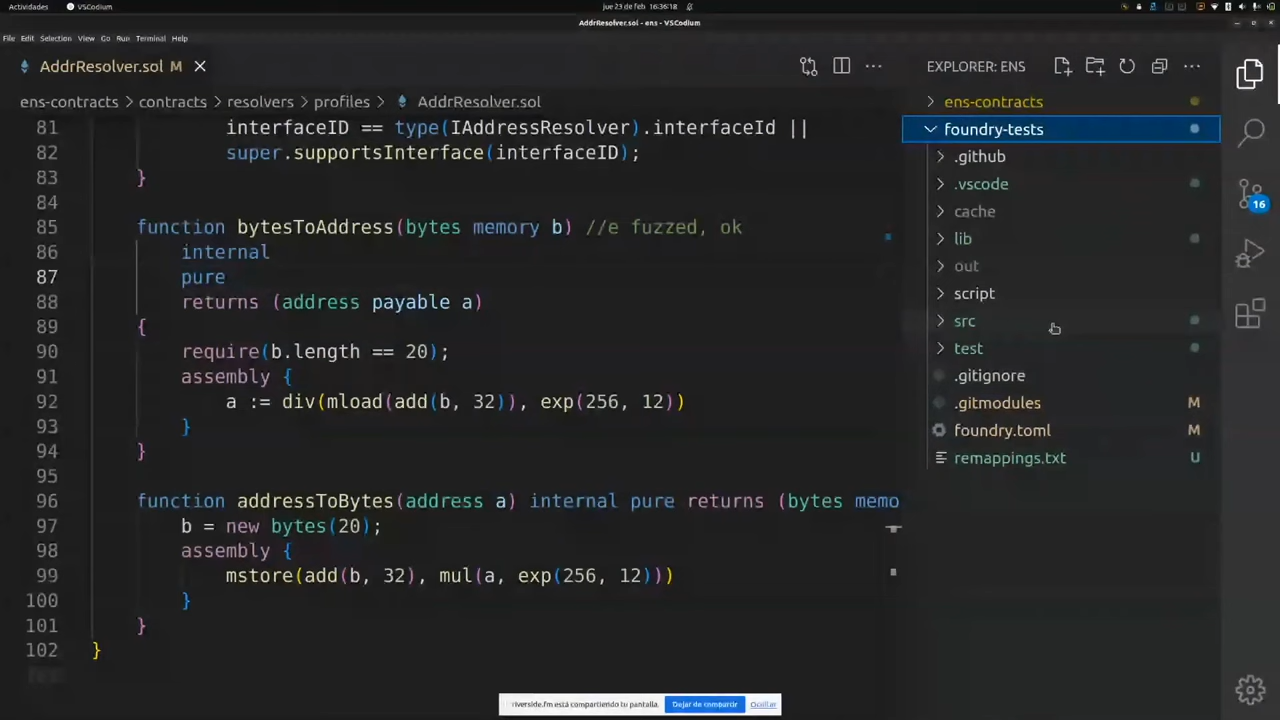 Actividades
VSCodium
jue 23 de feb 16:36:18
AddrResolver.sol - ens - VSCodium
File Edit Selection View Go Run Terminal Help
AddrResolver.sol M
EXPLORER: ENS
ens-contracts > contracts > resolvers > profiles > AddrResolver.sol
81 interfaceID == type(IAddressResolver).interfaceId ||
82 super.supportsInterface(interfaceID);
83 }
84
85 function bytesToAddress(bytes memory b) //e fuzzed, ok
86 internal
87 pure
88 returns (address payable a)
89 {
90 require(b.length == 20);
91 assembly {
92 a := div(mload(add(b, 32)), exp(256, 12))
93 }
94 }
95
96 function addressToBytes(address a) internal pure returns (bytes memo
97 b = new bytes(20);
98 assembly {
99 mstore(add(b, 32), mul(a, exp(256, 12)))
100 }
101 }
102 }
ens-contracts
foundry-tests
.github
.vscode
cache
lib
out
script
src
test
.gitignore
.gitmodules M
foundry.toml M
remappings.txt U
16
riverside.fm está compartiendo tu pantalla.
Dejar de compartir
Ocultar